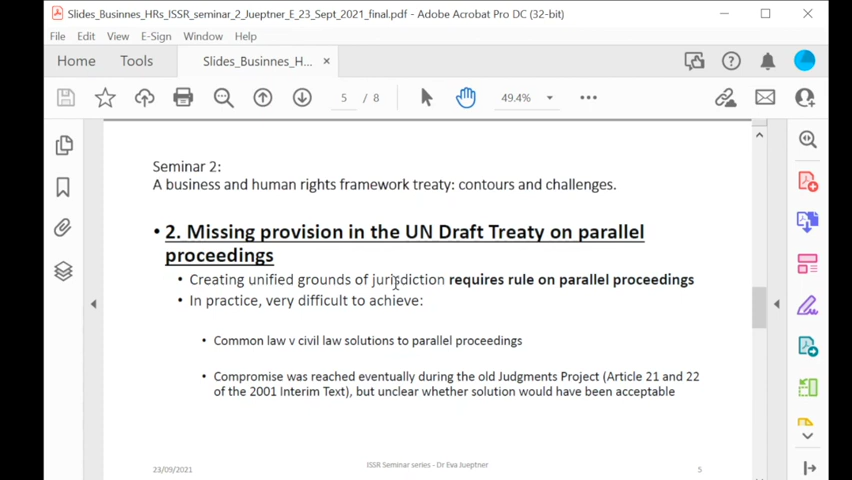 Slides_Businnes_HRs_ISSR_seminar_2_Jueptner_E_23_Sept_2021_final.pdf - Adobe Acrobat Pro DC (32-bit)
File Edit View E-Sign Window Help
Home Tools Slides_Businnes_H... ×
5 / 8 49.4%
Seminar 2:
A business and human rights framework treaty: contours and challenges.
• 2. Missing provision in the UN Draft Treaty on parallel
proceedings
• Creating unified grounds of jurisdiction requires rule on parallel proceedings
• In practice, very difficult to achieve:
• Common law v civil law solutions to parallel proceedings
• Compromise was reached eventually during the old Judgments Project (Article 21 and 22
of the 2001 Interim Text), but unclear whether solution would have been acceptable
23/09/2021 ISSR Seminar series - Dr Eva Jueptner 5